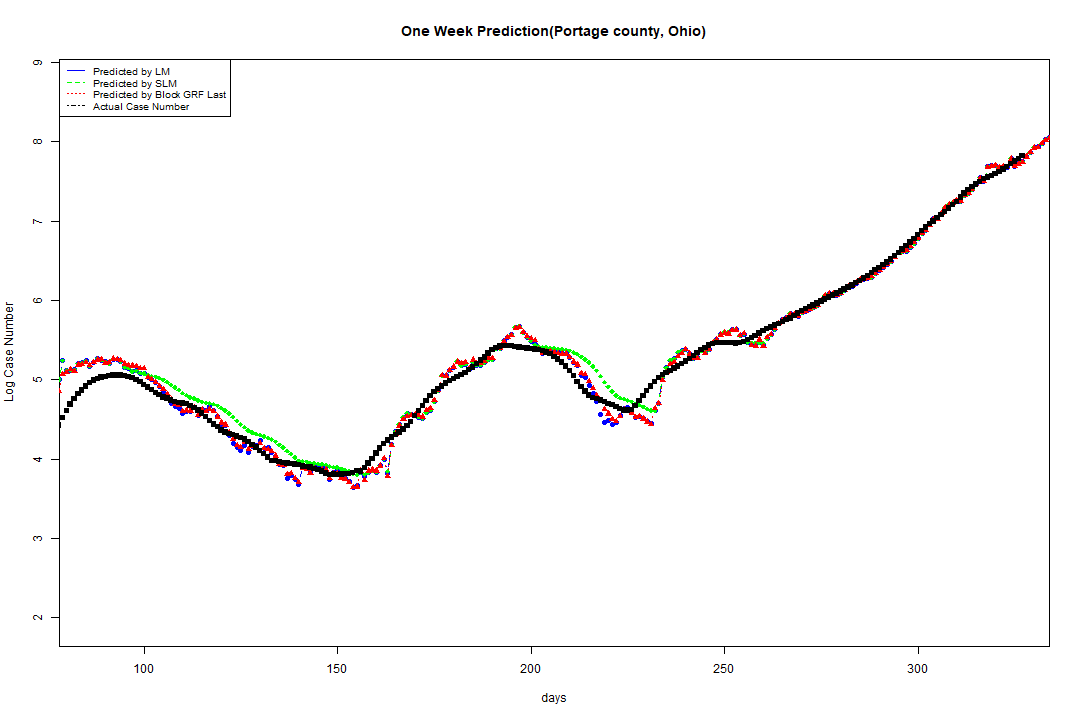 One Week Prediction(Portage county, Ohio)
Predicted by LM
Predicted by SLM
Predicted by Block GRF Last
Actual Case Number
9
8
7
6
5
4
3
2
Log Case Number
100 150 200 250 300
days